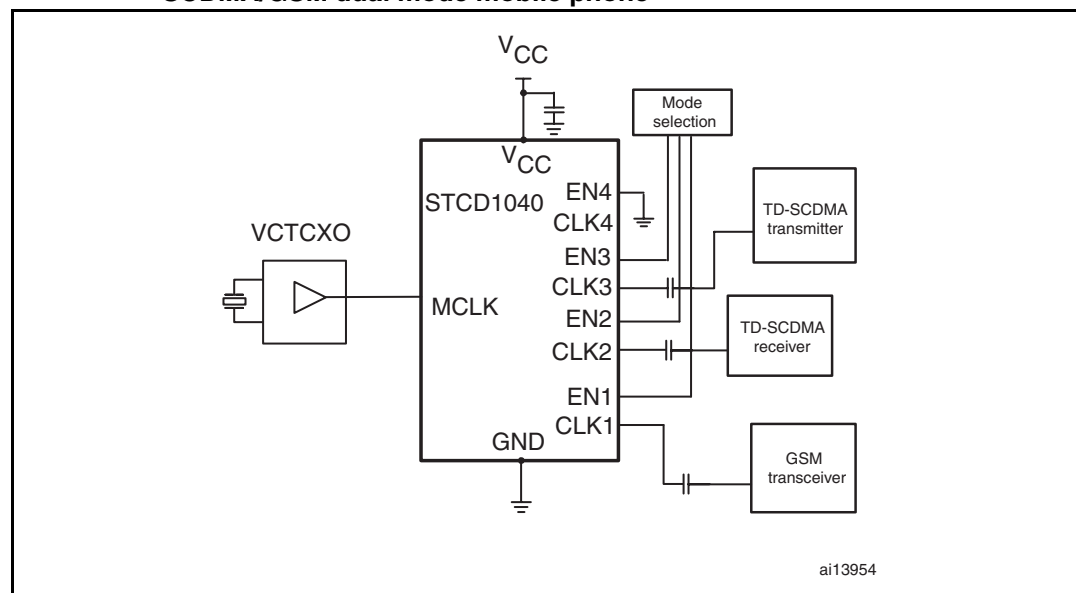 SCDMA/GSM dual-mode mobile phone
VCC
Mode
selection
VCC
STCD1040
EN4
CLK4
EN3
CLK3
EN2
CLK2
EN1
CLK1
GND
MCLK
VCTCXO
TD-SCDMA
transmitter
TD-SCDMA
receiver
GSM
transceiver
ai13954